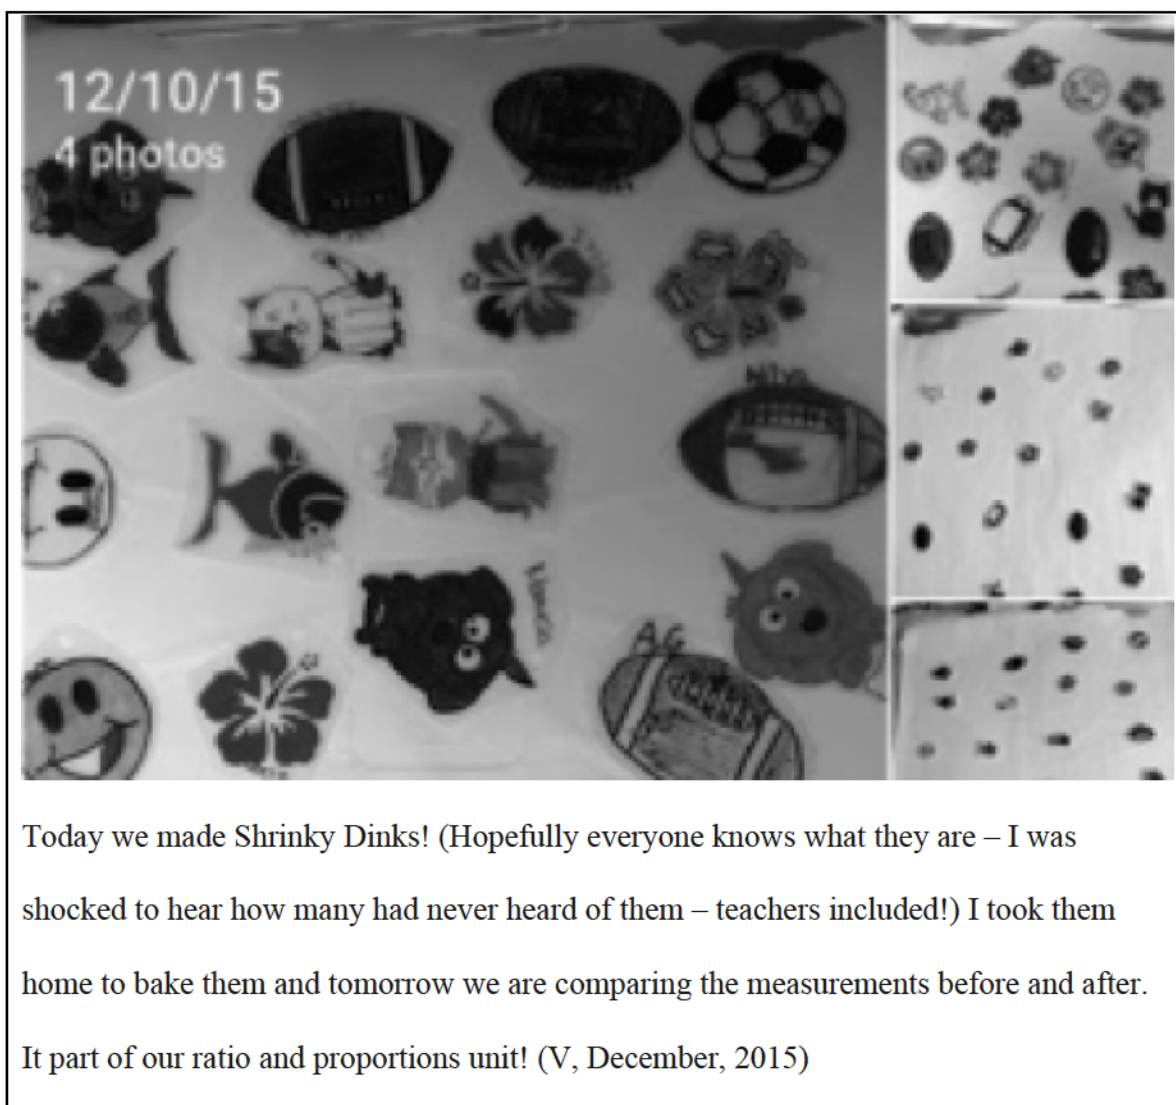 12/10/15
4 photos
AG
Today we made Shrinky Dinks! (Hopefully everyone knows what they are – I was
shocked to hear how many had never heard of them – teachers included!) I took them
home to bake them and tomorrow we are comparing the measurements before and after.
It part of our ratio and proportions unit! (V, December, 2015)